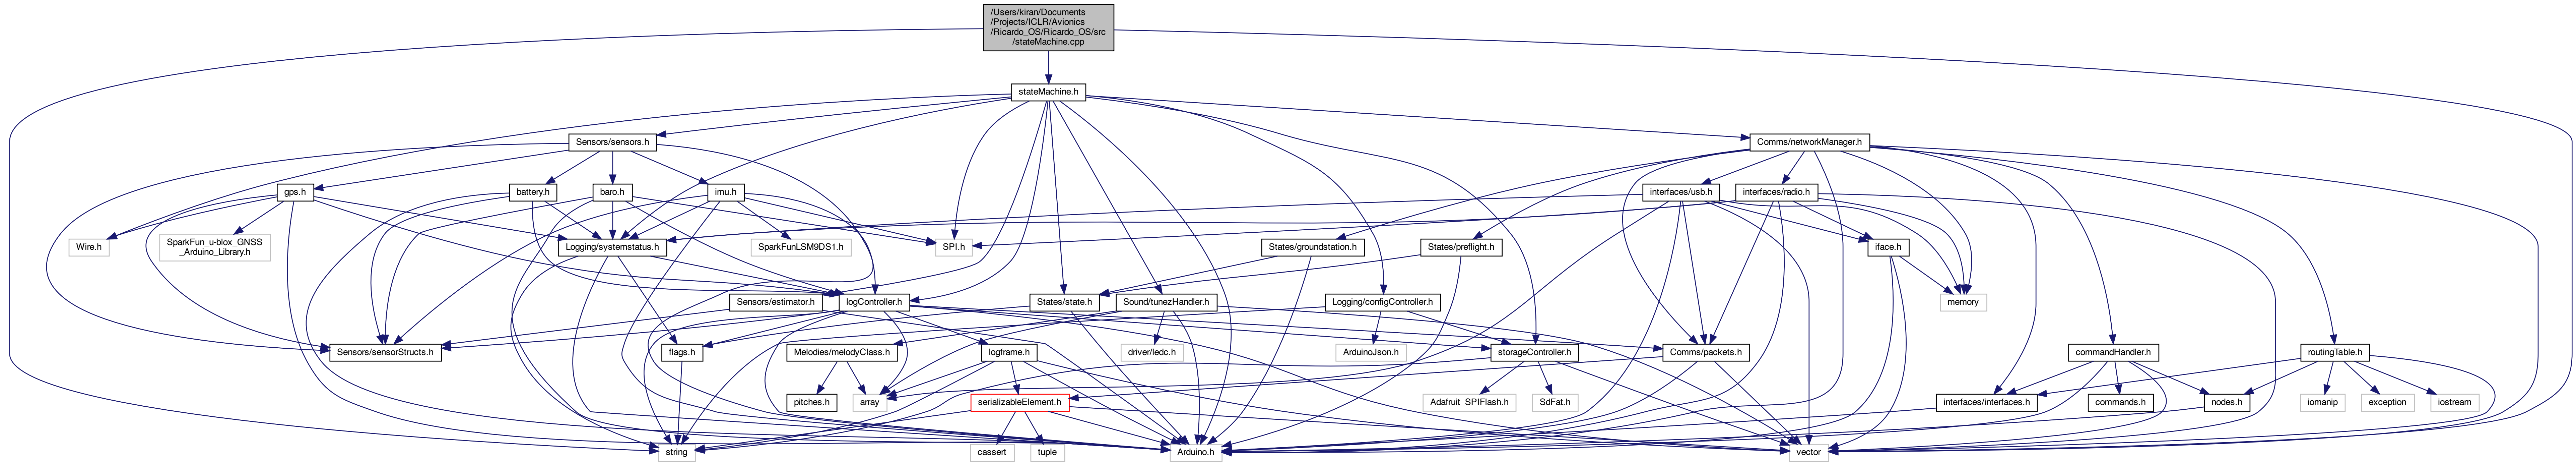 /Users/kiran/Documents
/Projects/ICLR/Avionics
/Ricardo_OS/Ricardo_OS/src
/stateMachine.cpp
stateMachine.h
Sensors/sensors.h
Comms/networkManager.h
gps.h
battery.h
baro.h
imu.h
interfaces/usb.h
interfaces/radio.h
Wire.h
SparkFun_u-blox_GNSS
_Arduino_Library.h
Logging/systemstatus.h
SparkFunLSM9DS1.h
SPI.h
States/groundstation.h
States/preflight.h
iface.h
Sensors/estimator.h
logController.h
States/state.h
Sound/tunezHandler.h
Logging/configController.h
memory
Sensors/sensorStructs.h
flags.h
Melodies/melodyClass.h
logframe.h
driver/ledc.h
ArduinoJson.h
storageController.h
Comms/packets.h
commandHandler.h
routingTable.h
pitches.h
array
serializableElement.h
Adafruit_SPIFlash.h
SdFat.h
interfaces/interfaces.h
commands.h
nodes.h
iomanip
exception
iostream
string
cassert
tuple
Arduino.h
vector